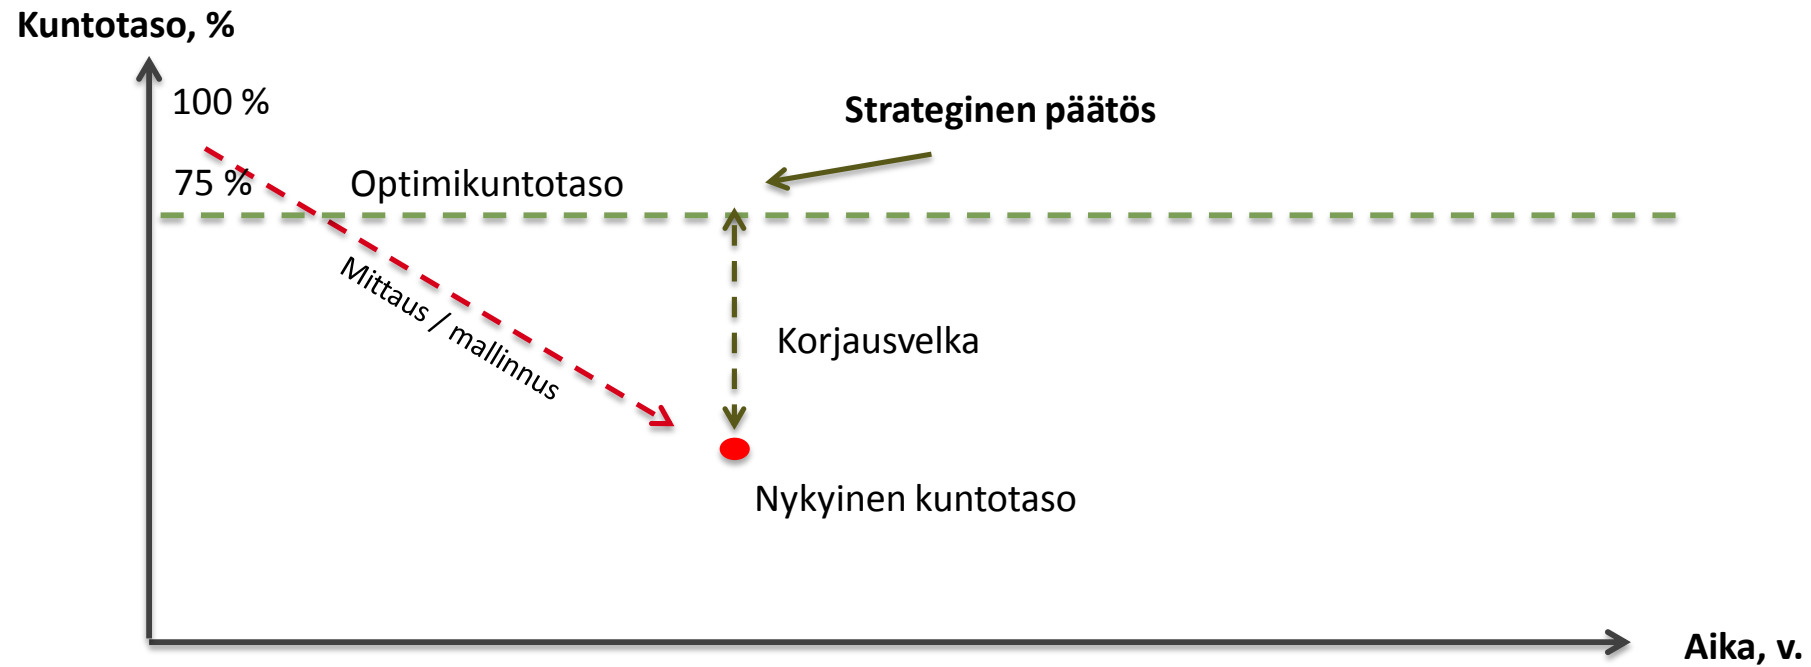 Kuntotaso, %
100 %
Strateginen päätös
75 %
Optimikuntotaso
Mittaus / mallinnus
Korjausvelka
Nykyinen kuntotaso
Aika, v.